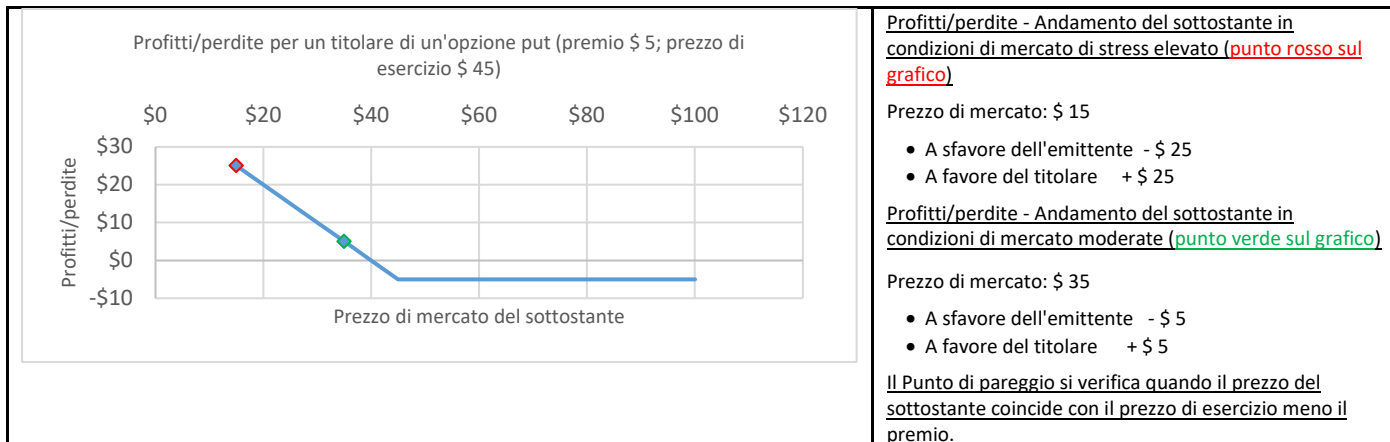 Profitti/perdite per un titolare di un'opzione put (premio $ 5; prezzo di
esercizio $ 45)
$0 $20 $40 $60 $80 $100 $120
$30
$20
$10
$0
-$10
Profitti/perdite
Prezzo di mercato del sottostante
Profitti/perdite - Andamento del sottostante in
condizioni di mercato di stress elevato (punto rosso sul
grafico)
Prezzo di mercato: $ 15
• A sfavore dell'emittente - $ 25
• A favore del titolare + $ 25
Profitti/perdite - Andamento del sottostante in
condizioni di mercato moderate (punto verde sul grafico)
Prezzo di mercato: $ 35
• A sfavore dell'emittente - $ 5
• A favore del titolare + $ 5
Il Punto di pareggio si verifica quando il prezzo del
sottostante coincide con il prezzo di esercizio meno il
premio.